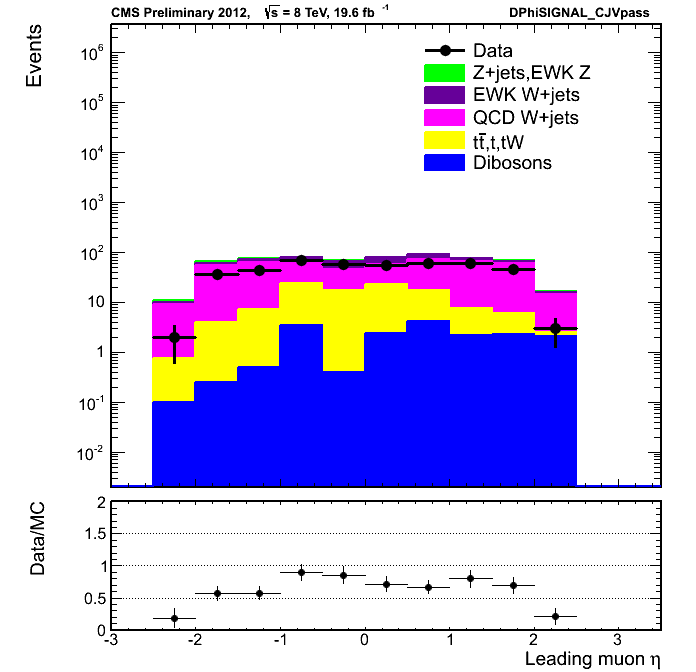 CMS Preliminary 2012, √s = 8 TeV, 19.6 fb⁻¹ DPhiSIGNAL_CJVpass
Events
10⁶
10⁵
10⁴
10³
10²
10
1
10⁻¹
10⁻²
Data
Z+jets,EWK Z
EWK W+jets
QCD W+jets
tt̄,t,tW
Dibosons
Data/MC
2
1.5
1
0.5
0
-3 -2 -1 0 1 2 3
Leading muon η